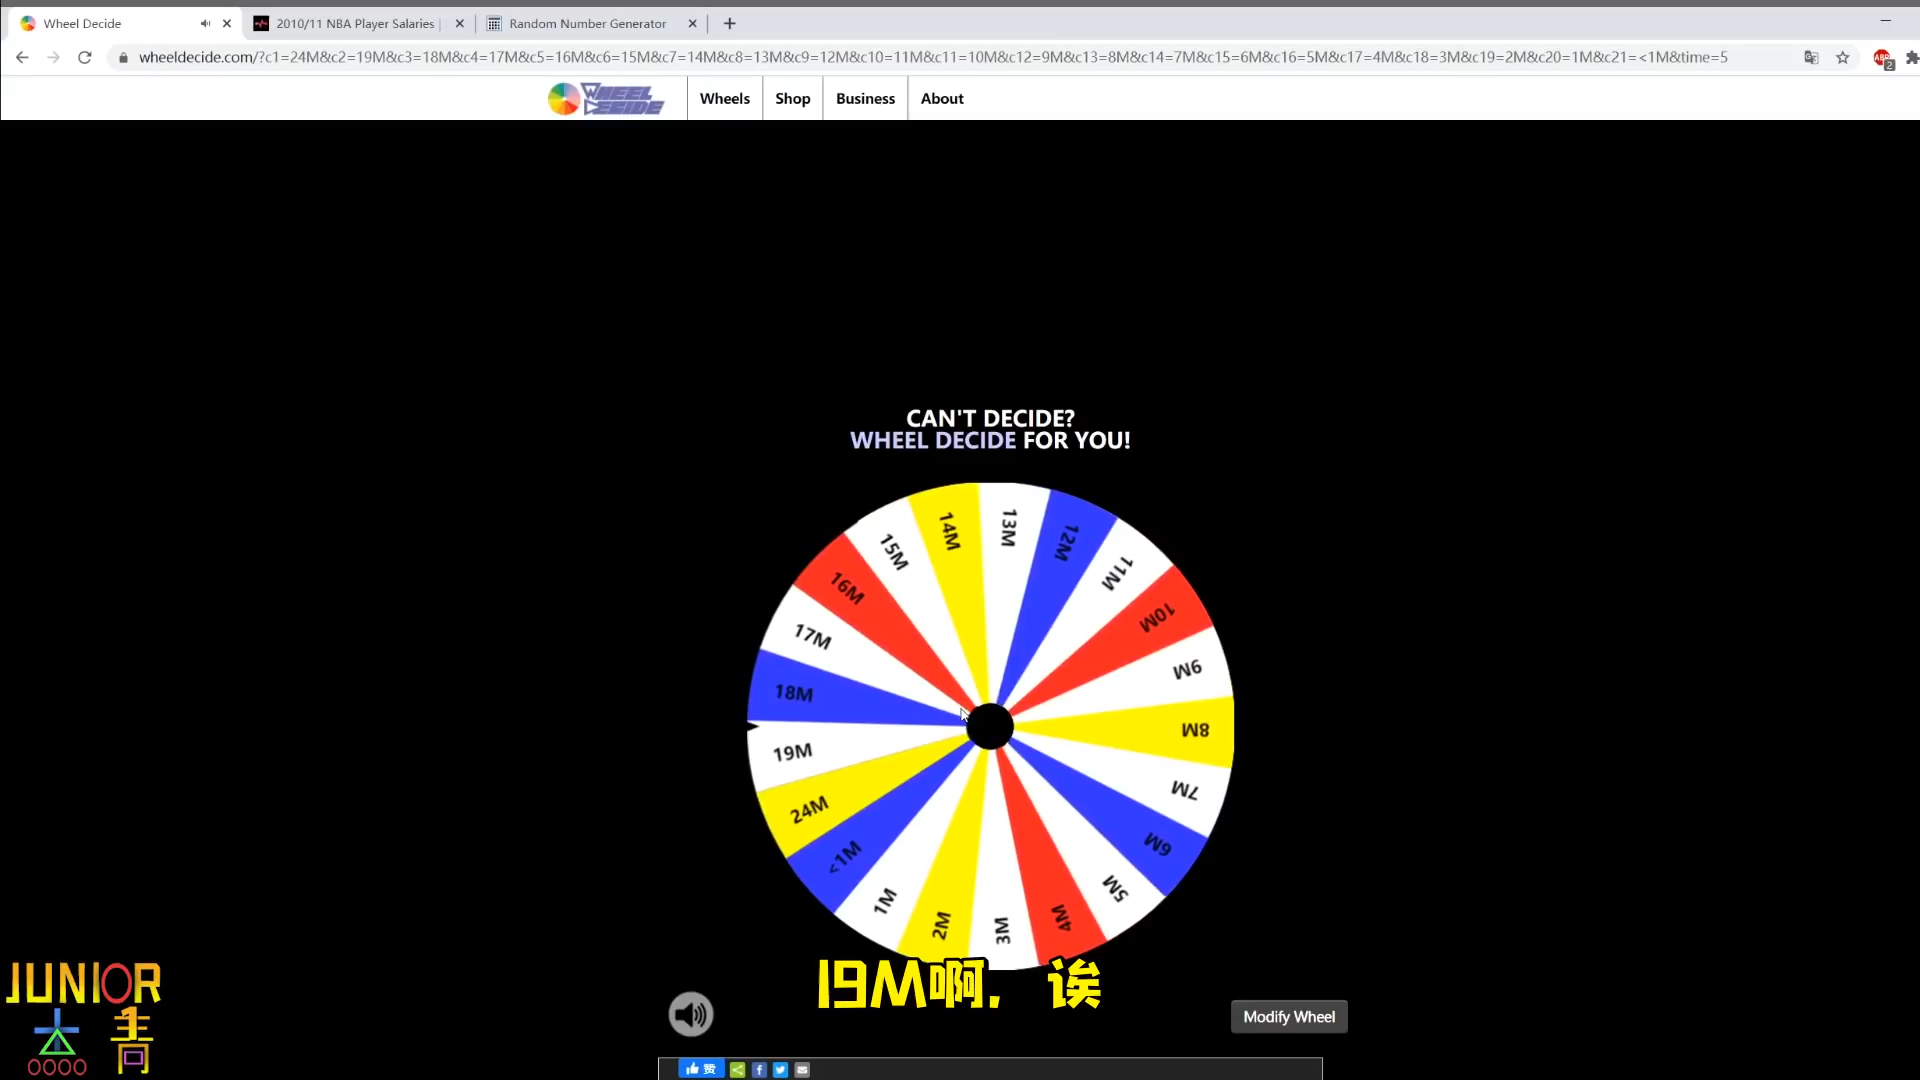 Wheel Decide
2010/11 NBA Player Salaries |
Random Number Generator
wheeldecide.com/?c1=24M&c2=19M&c3=18M&c4=17M&c5=16M&c6=15M&c7=14M&c8=13M&c9=12M&c10=11M&c11=10M&c12=9M&c13=8M&c14=7M&c15=6M&c16=5M&c17=4M&c18=3M&c19=2M&c20=1M&c21=<1M&time=5
ABP
2
WHEEL
DECIDE
Wheels
Shop
Business
About
CAN'T DECIDE?
WHEEL DECIDE FOR YOU!
13M
12M
11M
10M
9M
8M
7M
6M
5M
4M
3M
2M
1M
<1M
24M
19M
18M
17M
16M
15M
14M
19M啊，诶
JUNIOR
Modify Wheel
赞